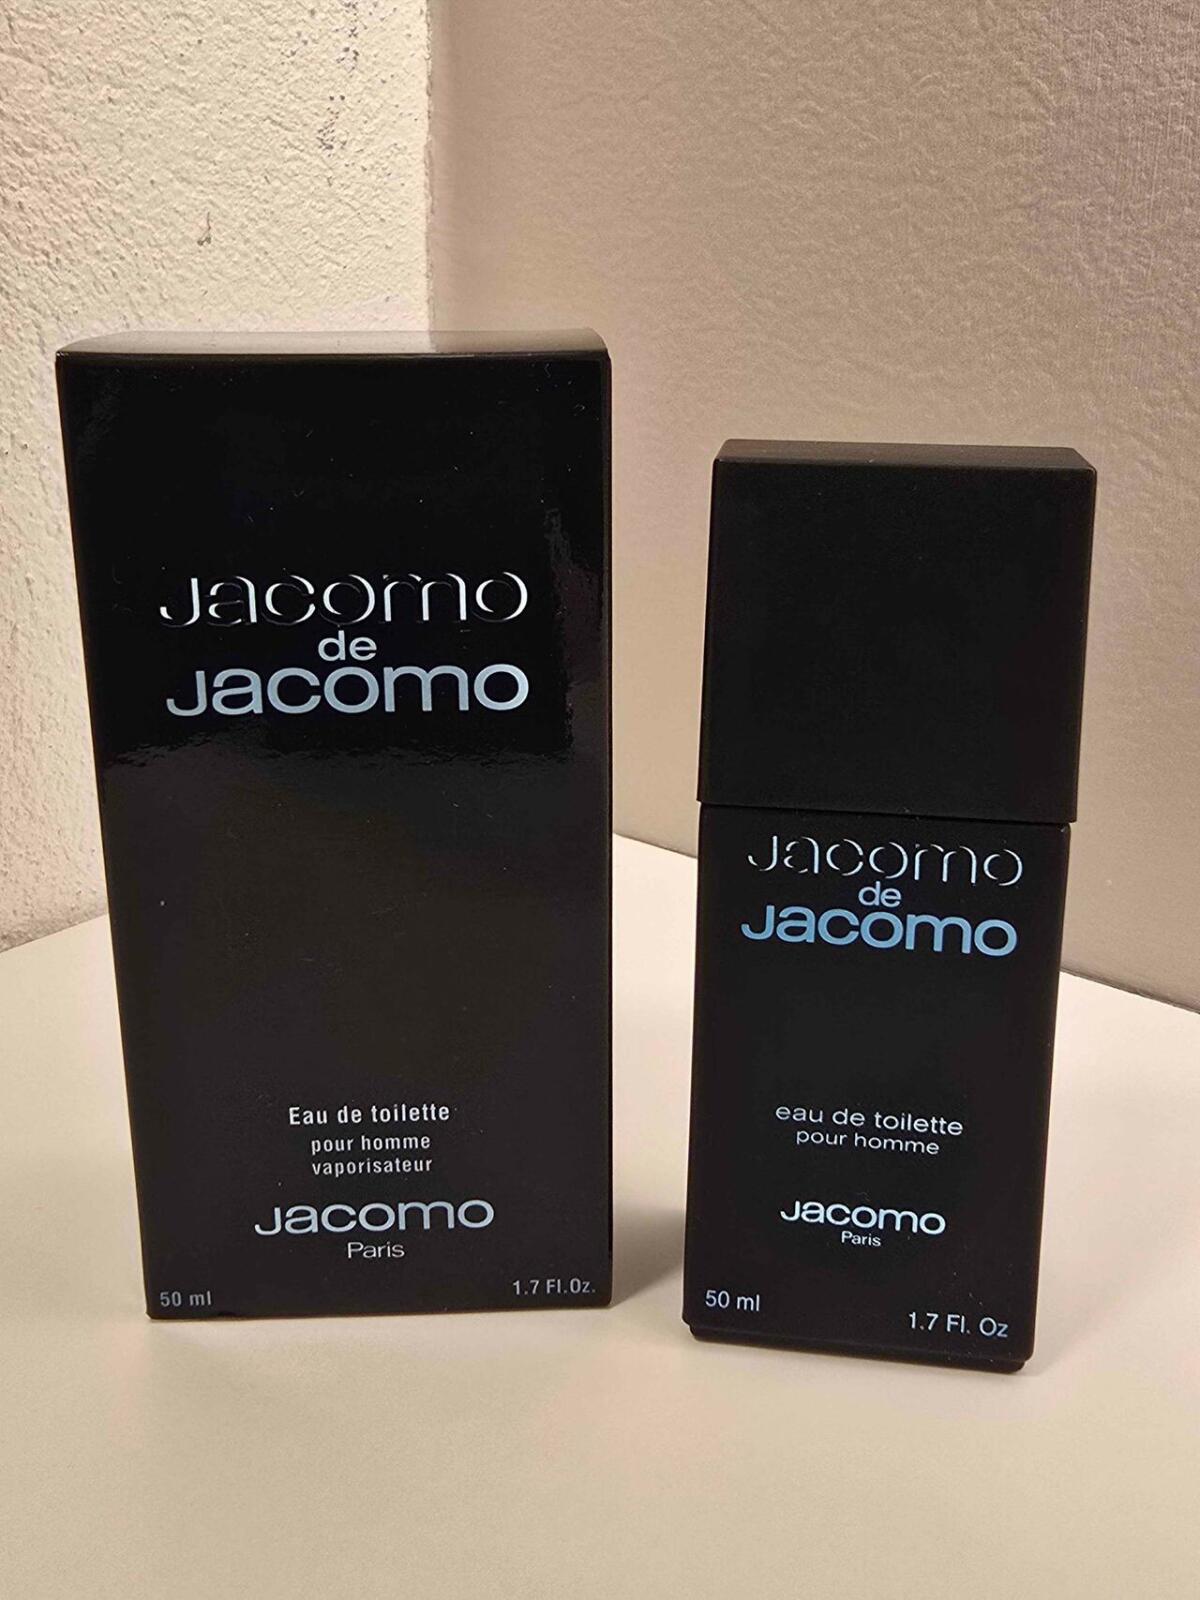 Jacomo
de
Jacomo
Eau de toilette
pour homme
vaporisateur
Jacomo
Paris
50 ml
1.7 Fl.Oz.
Jacomo
de
Jacomo
eau de toilette
pour homme
Jacomo
Paris
50 ml
1.7 Fl. Oz